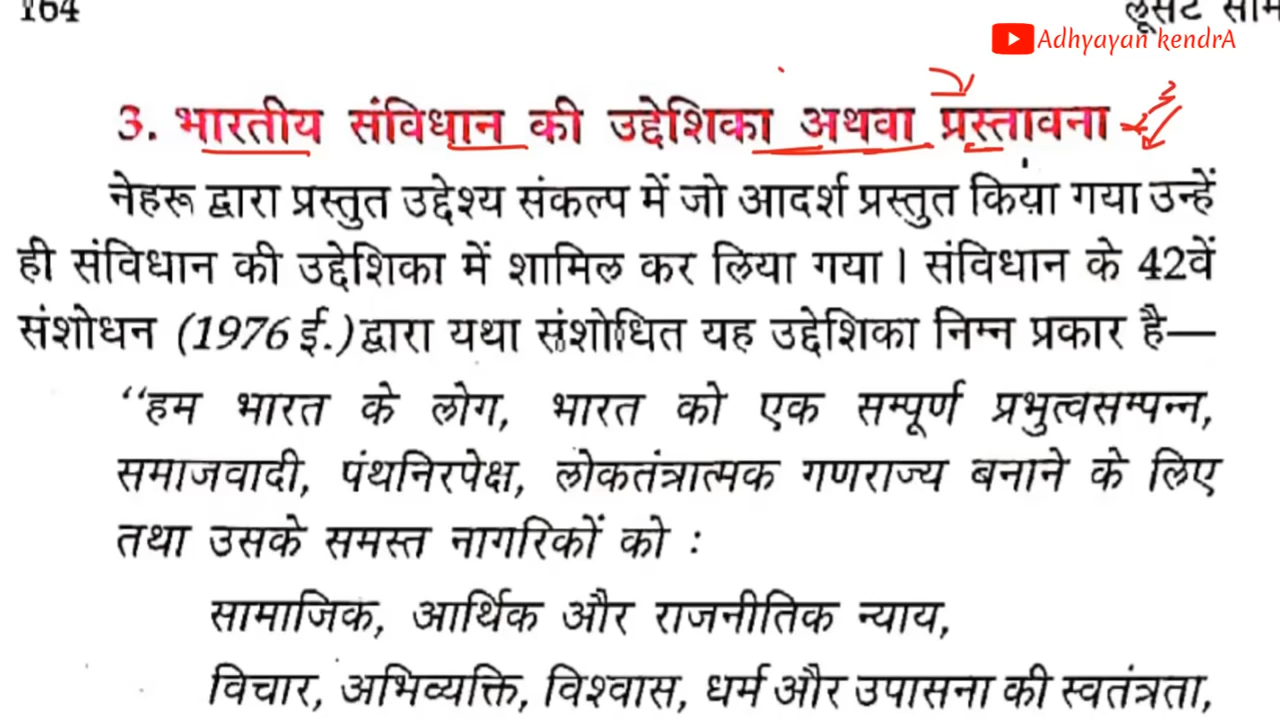 164
लूसेंट साम
Adhyayan kendrA
3. भारतीय संविधान की उद्देशिका अथवा प्रस्तावना
नेहरू द्वारा प्रस्तुत उद्देश्य संकल्प में जो आदर्श प्रस्तुत किया गया उन्हें
ही संविधान की उद्देशिका में शामिल कर लिया गया। संविधान के 42वें
संशोधन (1976 ई.) द्वारा यथा संशोधित यह उद्देशिका निम्न प्रकार है—
‘‘हम भारत के लोग, भारत को एक सम्पूर्ण प्रभुत्वसम्पन्न,
समाजवादी, पंथनिरपेक्ष, लोकतंत्रात्मक गणराज्य बनाने के लिए
तथा उसके समस्त नागरिकों को :
सामाजिक, आर्थिक और राजनीतिक न्याय,
विचार, अभिव्यक्ति, विश्वास, धर्म और उपासना की स्वतंत्रता,